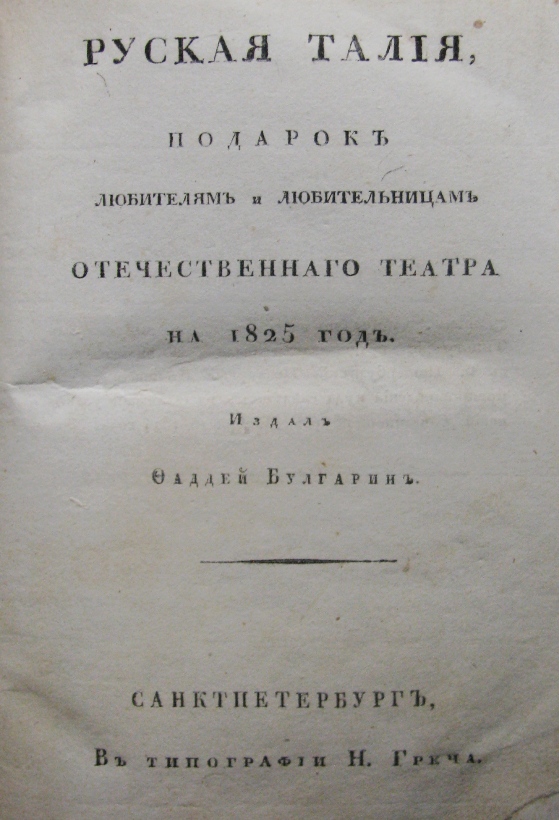 РУСКАЯ ТАЛІЯ,
ПОДАРОКЪ
ЛЮБИТЕЛЯМЪ и ЛЮБИТЕЛЬНИЦАМЪ
ОТЕЧЕСТВЕННАГО ТЕАТРА
НА 1825 ГОДЪ.
Издалъ
Ѳаддей Булгаринъ.
САНКТПЕТЕРБУРГЪ,
Въ типографіи Н. Греча.